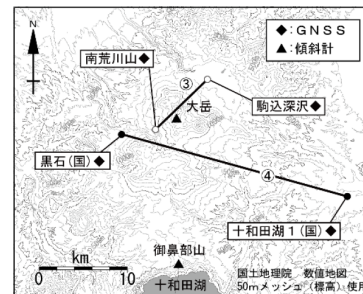 N
◆:GNSS
▲:傾斜計
南荒川山◆
③
大岳
駒込深沢◆
黒石(国)◆
④
十和田湖1(国)◆
御鼻部山
km
0 10
十和田湖
国土地理院 数値地図
50mメッシュ(標高)使用